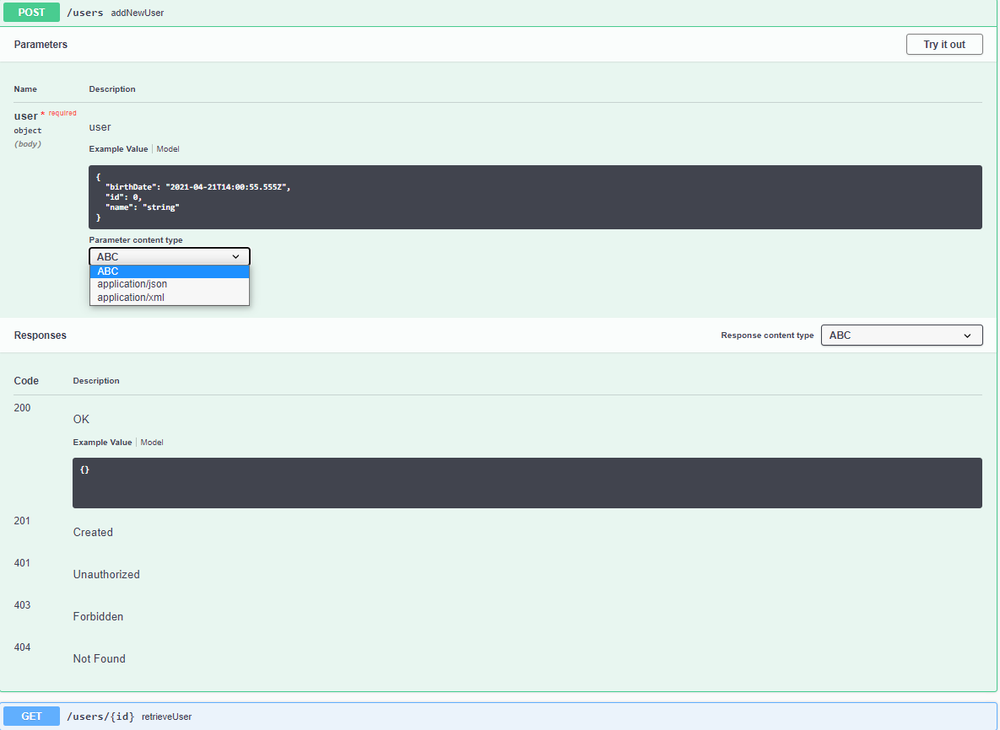 POST /users addNewUser
Parameters Try it out
Name Description
user * required
object
(body)
user
Example Value Model
{
"birthDate": "2021-04-21T14:00:55.555Z",
"id": 0,
"name": "string"
}
Parameter content type
ABC
ABC
application/json
application/xml
Responses Response content type ABC
Code Description
200
OK
Example Value Model
{}
201
Created
401
Unauthorized
403
Forbidden
404
Not Found
GET /users/{id} retrieveUser